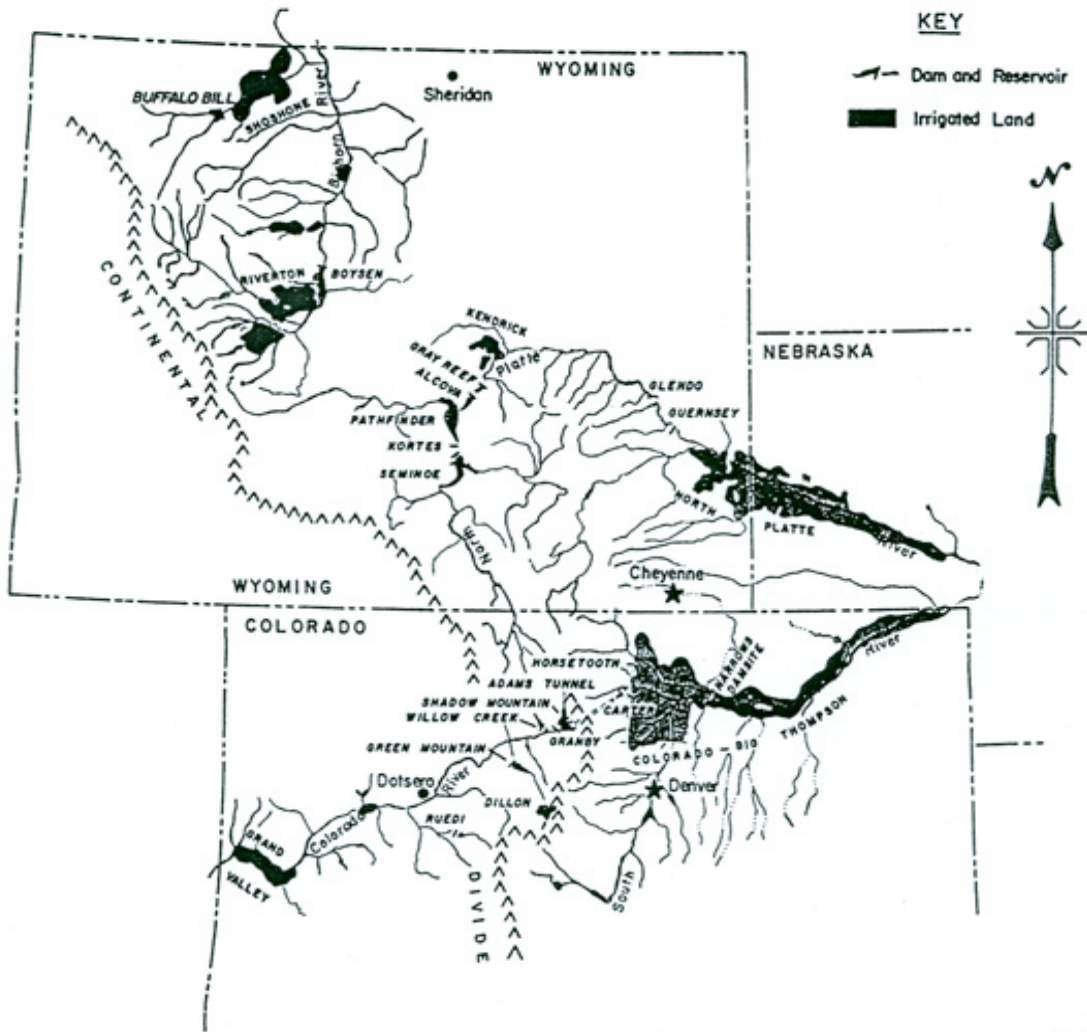 KEY
Dam and Reservoir
Irrigated Land
N
WYOMING
Sheridan
BUFFALO BILL
SHOSHONE
River
Bighorn
CONTINENTAL
RIVERTON
BOYSEN
KENDRICK
GRAY REEF
Platte
ALCOVA
PATHFINDER
KORTES
SEMINOE
North
GLENDO
GUERNSEY
NEBRASKA
NORTH PLATTE River
Cheyenne
WYOMING
COLORADO
HORSETOOTH
ADAMS TUNNEL
SHADOW MOUNTAIN
WILLOW CREEK
CARTER
GRANBY
GREEN MOUNTAIN
NARROWS DAMSITE
River
COLORADO - BIG THOMPSON
Dotsero
River
Colorado
DILLON
Denver
RUEDI
GRAND VALLEY
South
DIVIDE